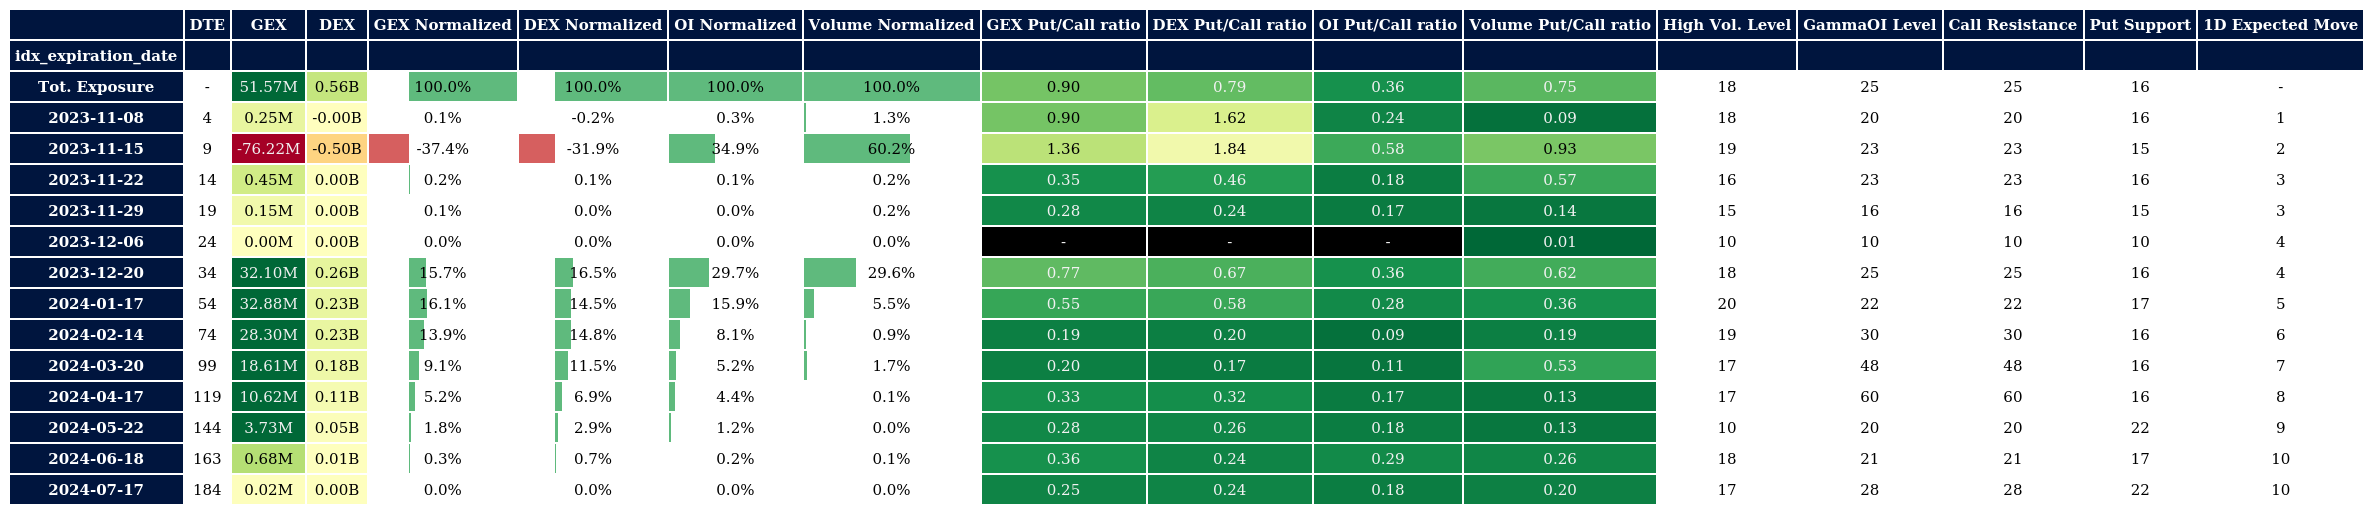 DTE GEX DEX GEX Normalized DEX Normalized OI Normalized Volume Normalized GEX Put/Call ratio DEX Put/Call ratio OI Put/Call ratio Volume Put/Call ratio High Vol. Level GammaOI Level Call Resistance Put Support 1D Expected Move
idx_expiration_date
Tot. Exposure - 51.57M 0.56B 100.0% 100.0% 100.0% 100.0% 0.90 0.79 0.36 0.75 18 25 25 16 -
2023-11-08 4 0.25M -0.00B 0.1% -0.2% 0.3% 1.3% 0.90 1.62 0.24 0.09 18 20 20 16 1
2023-11-15 9 -76.22M -0.50B -37.4% -31.9% 34.9% 60.2% 1.36 1.84 0.58 0.93 19 23 23 15 2
2023-11-22 14 0.45M 0.00B 0.2% 0.1% 0.1% 0.2% 0.35 0.46 0.18 0.57 16 23 23 16 3
2023-11-29 19 0.15M 0.00B 0.1% 0.0% 0.0% 0.2% 0.28 0.24 0.17 0.14 15 16 16 15 3
2023-12-06 24 0.00M 0.00B 0.0% 0.0% 0.0% 0.0% - - - 0.01 10 10 10 10 4
2023-12-20 34 32.10M 0.26B 15.7% 16.5% 29.7% 29.6% 0.77 0.67 0.36 0.62 18 25 25 16 4
2024-01-17 54 32.88M 0.23B 16.1% 14.5% 15.9% 5.5% 0.55 0.58 0.28 0.36 20 22 22 17 5
2024-02-14 74 28.30M 0.23B 13.9% 14.8% 8.1% 0.9% 0.19 0.20 0.09 0.19 19 30 30 16 6
2024-03-20 99 18.61M 0.18B 9.1% 11.5% 5.2% 1.7% 0.20 0.17 0.11 0.53 17 48 48 16 7
2024-04-17 119 10.62M 0.11B 5.2% 6.9% 4.4% 0.1% 0.33 0.32 0.17 0.13 17 60 60 16 8
2024-05-22 144 3.73M 0.05B 1.8% 2.9% 1.2% 0.0% 0.28 0.26 0.18 0.13 10 20 20 22 9
2024-06-18 163 0.68M 0.01B 0.3% 0.7% 0.2% 0.1% 0.36 0.24 0.29 0.26 18 21 21 17 10
2024-07-17 184 0.02M 0.00B 0.0% 0.0% 0.0% 0.0% 0.25 0.24 0.18 0.20 17 28 28 22 10